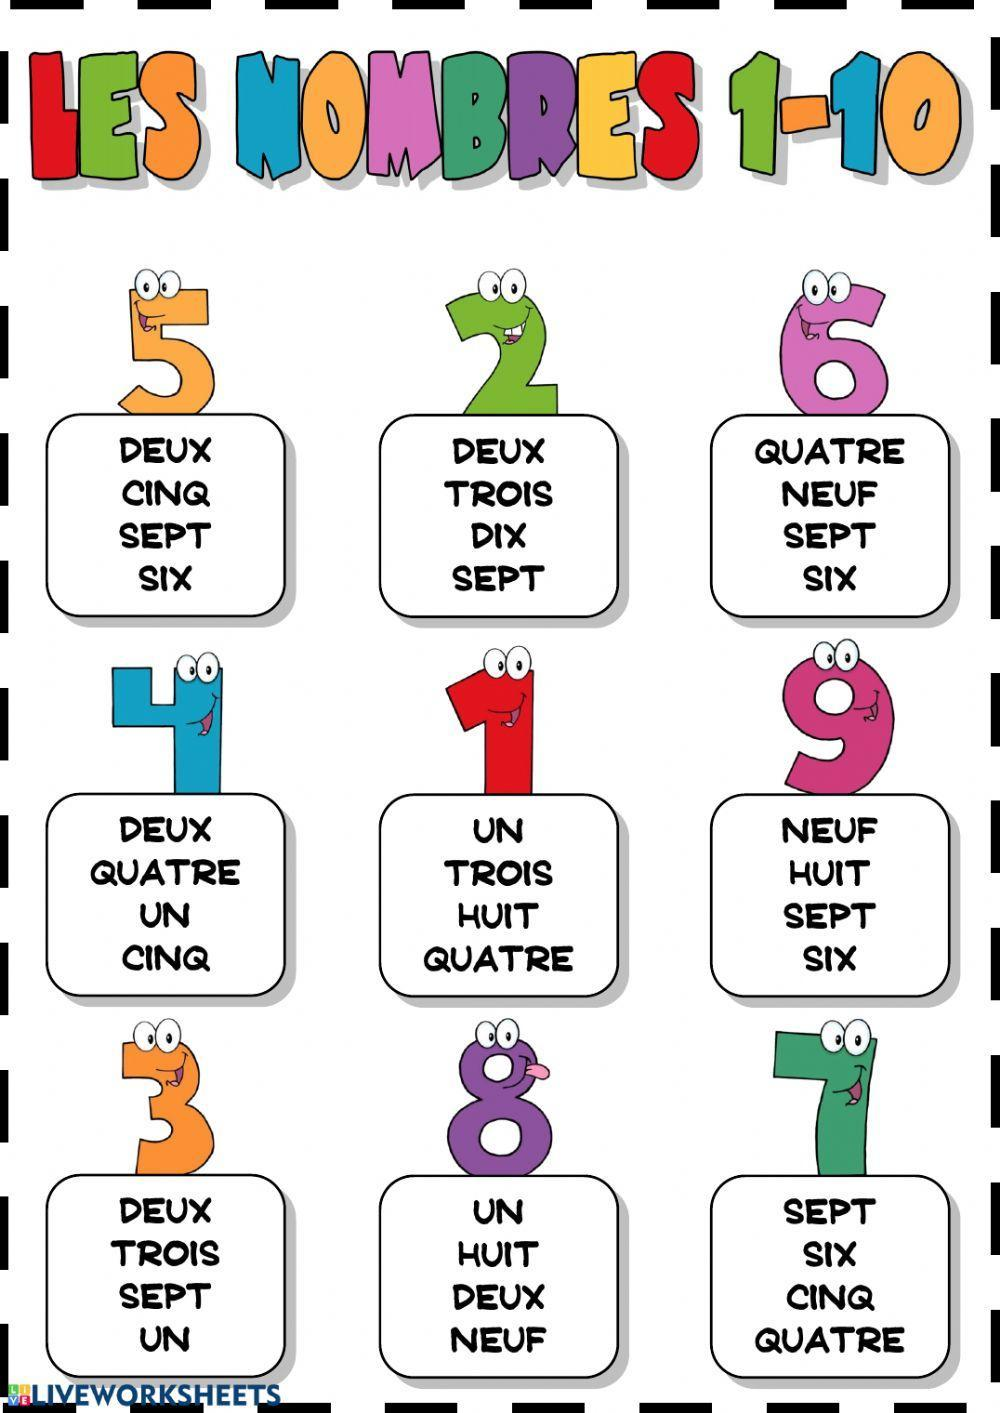 LES NOMBRES 1-10
5
DEUX
CINQ
SEPT
SIX
2
DEUX
TROIS
DIX
SEPT
6
QUATRE
NEUF
SEPT
SIX
4
DEUX
QUATRE
UN
CINQ
1
UN
TROIS
HUIT
QUATRE
9
NEUF
HUIT
SEPT
SIX
3
DEUX
TROIS
SEPT
UN
8
UN
HUIT
DEUX
NEUF
7
SEPT
SIX
CINQ
QUATRE
LIVE LIVEWORKSHEETS